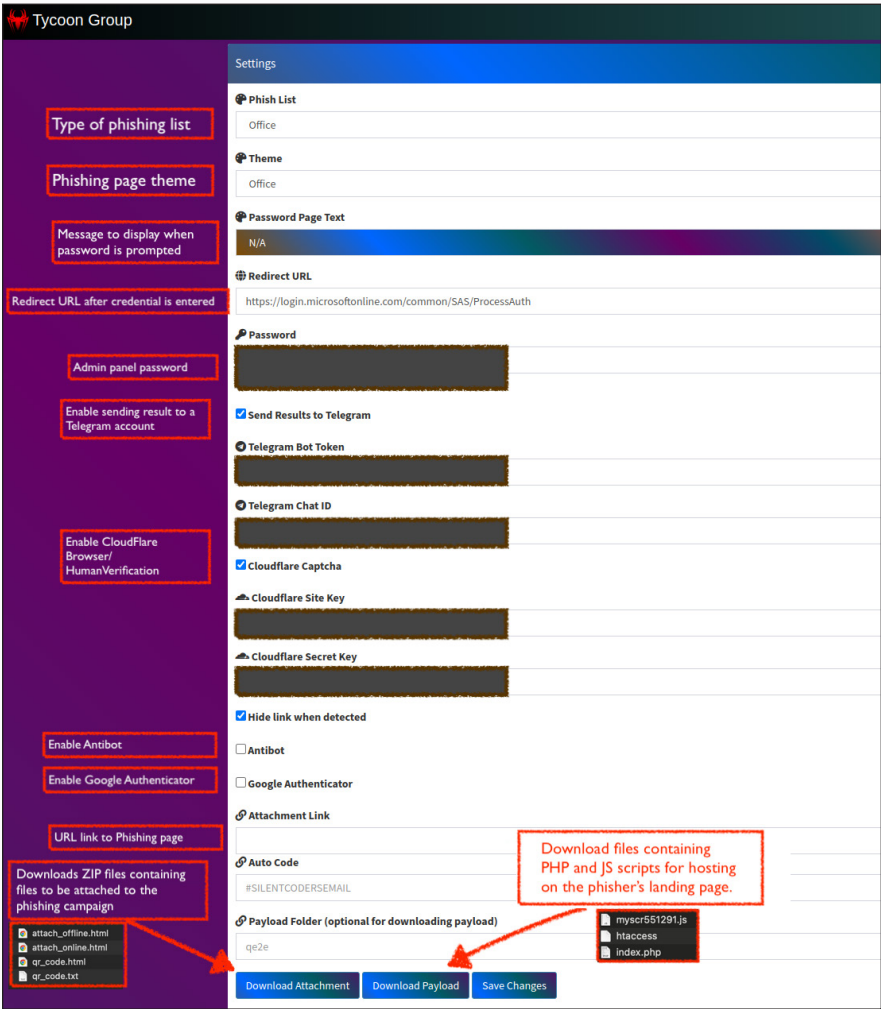 Tycoon Group
Settings
Phish List
Type of phishing list
Office
Theme
Phishing page theme
Office
Password Page Text
Message to display when
password is prompted
N/A
Redirect URL
Redirect URL after credential is entered
https://login.microsoftonline.com/common/SAS/ProcessAuth
Password
Admin panel password
Enable sending result to a
Telegram account
Send Results to Telegram
Telegram Bot Token
Telegram Chat ID
Enable CloudFlare
Browser/
HumanVerification
Cloudflare Captcha
Cloudflare Site Key
Cloudflare Secret Key
Hide link when detected
Enable Antibot
Antibot
Enable Google Authenticator
Google Authenticator
Attachment Link
URL link to Phishing page
Download files containing
PHP and JS scripts for hosting
on the phisher's landing page.
Auto Code
Downloads ZIP files containing
files to be attached to the
phishing campaign
#SILENTCODERSEMAIL
Payload Folder (optional for downloading payload)
myscr551291.js
htaccess
index.php
attach_offline.html
attach_online.html
qr_code.html
qr_code.txt
qe2e
Download Attachment
Download Payload
Save Changes